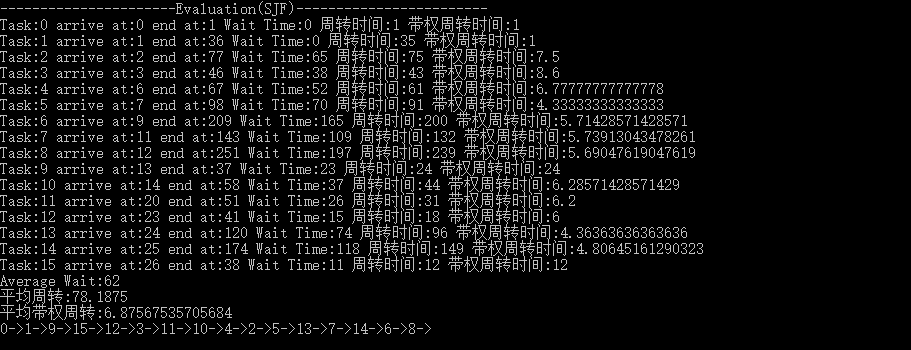 ----------------------Evaluation(SJF)------------------------
Task:0 arrive at:0 end at:1 Wait Time:0 周转时间:1 带权周转时间:1
Task:1 arrive at:1 end at:36 Wait Time:0 周转时间:35 带权周转时间:1
Task:2 arrive at:2 end at:77 Wait Time:65 周转时间:75 带权周转时间:7.5
Task:3 arrive at:3 end at:46 Wait Time:38 周转时间:43 带权周转时间:8.6
Task:4 arrive at:6 end at:67 Wait Time:52 周转时间:61 带权周转时间:6.77777777777778
Task:5 arrive at:7 end at:98 Wait Time:70 周转时间:91 带权周转时间:4.33333333333333
Task:6 arrive at:9 end at:209 Wait Time:165 周转时间:200 带权周转时间:5.71428571428571
Task:7 arrive at:11 end at:143 Wait Time:109 周转时间:132 带权周转时间:5.73913043478261
Task:8 arrive at:12 end at:251 Wait Time:197 周转时间:239 带权周转时间:5.69047619047619
Task:9 arrive at:13 end at:37 Wait Time:23 周转时间:24 带权周转时间:24
Task:10 arrive at:14 end at:58 Wait Time:37 周转时间:44 带权周转时间:6.28571428571429
Task:11 arrive at:20 end at:51 Wait Time:26 周转时间:31 带权周转时间:6.2
Task:12 arrive at:23 end at:41 Wait Time:15 周转时间:18 带权周转时间:6
Task:13 arrive at:24 end at:120 Wait Time:74 周转时间:96 带权周转时间:4.36363636363636
Task:14 arrive at:25 end at:174 Wait Time:118 周转时间:149 带权周转时间:4.80645161290323
Task:15 arrive at:26 end at:38 Wait Time:11 周转时间:12 带权周转时间:12
Average Wait:62
平均周转:78.1875
平均带权周转:6.87567535705684
0->1->9->15->12->3->11->10->4->2->5->13->7->14->6->8->